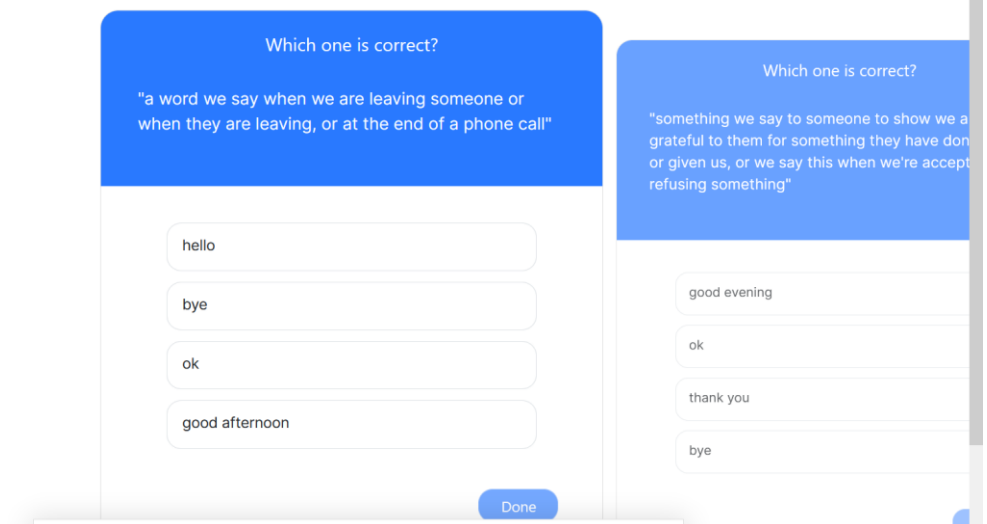 Which one is correct?
"a word we say when we are leaving someone or
when they are leaving, or at the end of a phone call"
hello
bye
ok
good afternoon
Done
Which one is correct?
"something we say to someone to show we a
grateful to them for something they have don
or given us, or we say this when we're accept
refusing something"
good evening
ok
thank you
bye